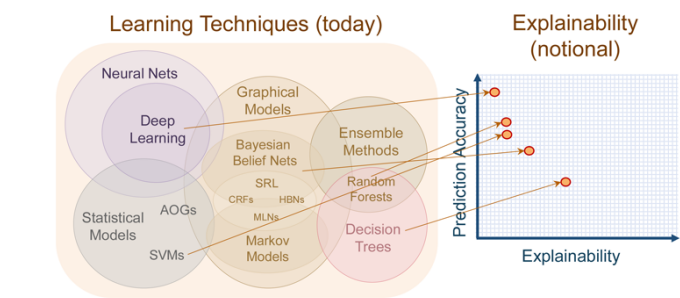 Learning Techniques (today)
Explainability
(notional)
Neural Nets
Graphical
Models
Deep
Learning
Ensemble
Methods
Bayesian
Belief Nets
SRL
Random
Forests
CRFs
HBNs
AOGs
MLNs
Statistical
Models
SVMs
Markov
Models
Decision
Trees
Prediction Accuracy
Explainability